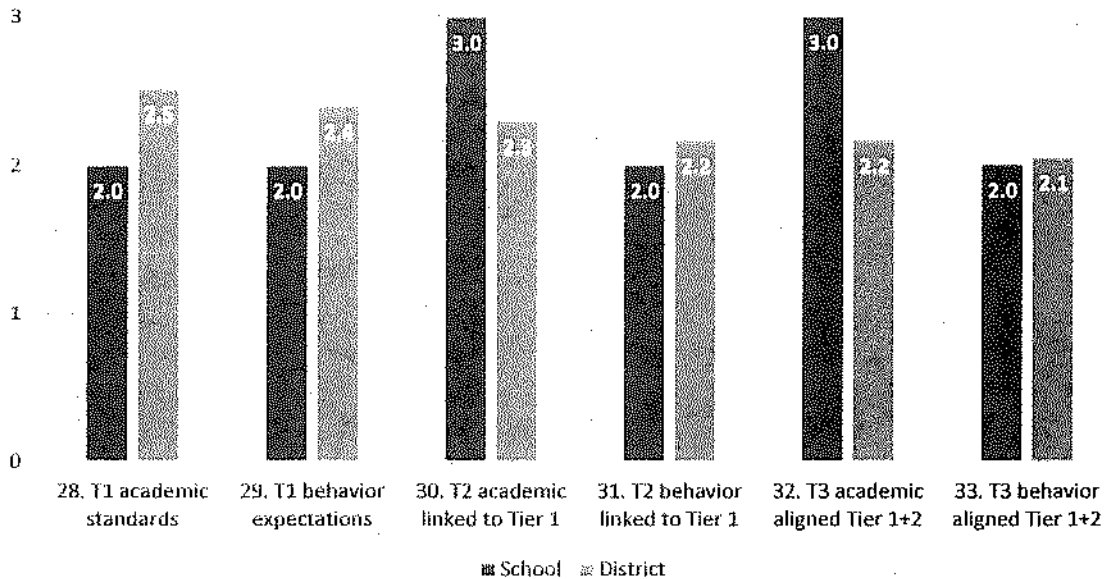 3
3.0
3.0
2.5
2.4
2.3
2
2.0
2.0
2.0
2.2
2.2
2.0
2.1
1
0
28. T1 academic standards
29. T1 behavior expectations
30. T2 academic linked to Tier 1
31. T2 behavior linked to Tier 1
32. T3 academic aligned Tier 1+2
33. T3 behavior aligned Tier 1+2
School
District